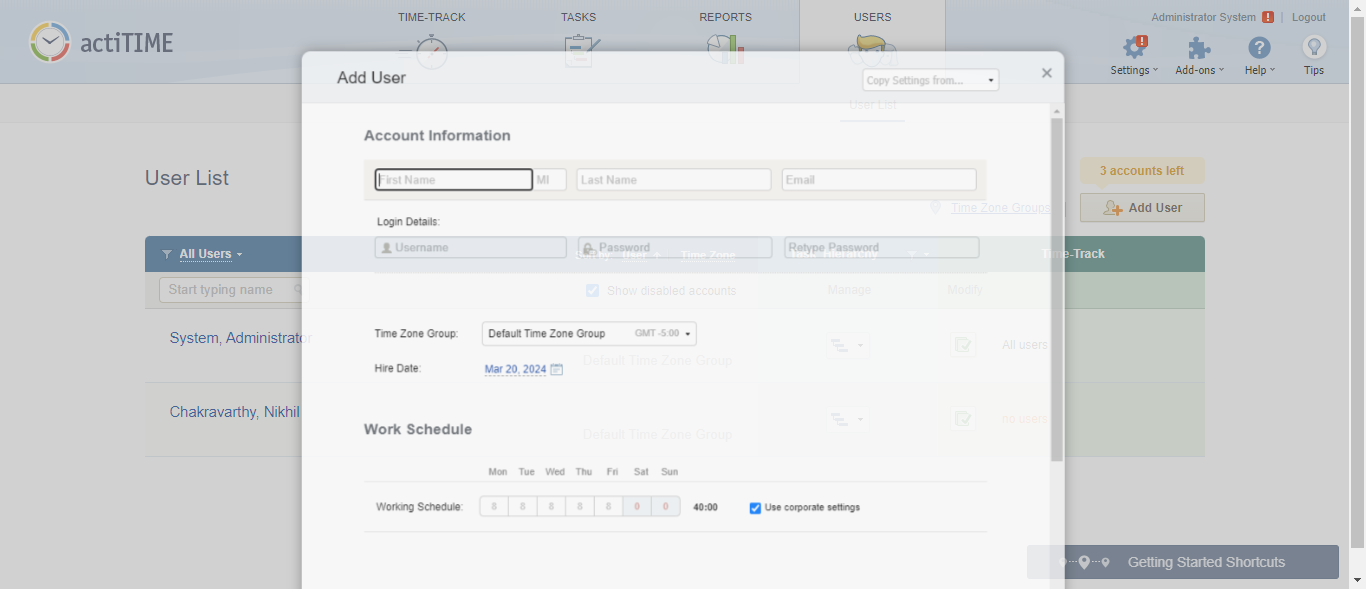 TIME-TRACK
TASKS
REPORTS
USERS
Administrator System ! | Logout
actiTIME
Settings
Add-ons
Help
Tips
Add User
Copy Settings from...
User List
Account Information
User List
3 accounts left
First Name
MI
Last Name
Email
Time Zone Groups
Add User
Login Details:
Username
Password
Retype Password
All Users
Time Zone
Hierarchy
Time-Track
Start typing name
Show disabled accounts
Manage
Modify
Time Zone Group:
Default Time Zone Group GMT -5:00
System, Administrator
All users
Default Time Zone Group
Hire Date:
Mar 20, 2024
Chakravarthy, Nikhil
no users
Work Schedule
Default Time Zone Group
Mon Tue Wed Thu Fri Sat Sun
Working Schedule: 8 8 8 8 8 0 0 40:00 Use corporate settings
Getting Started Shortcuts